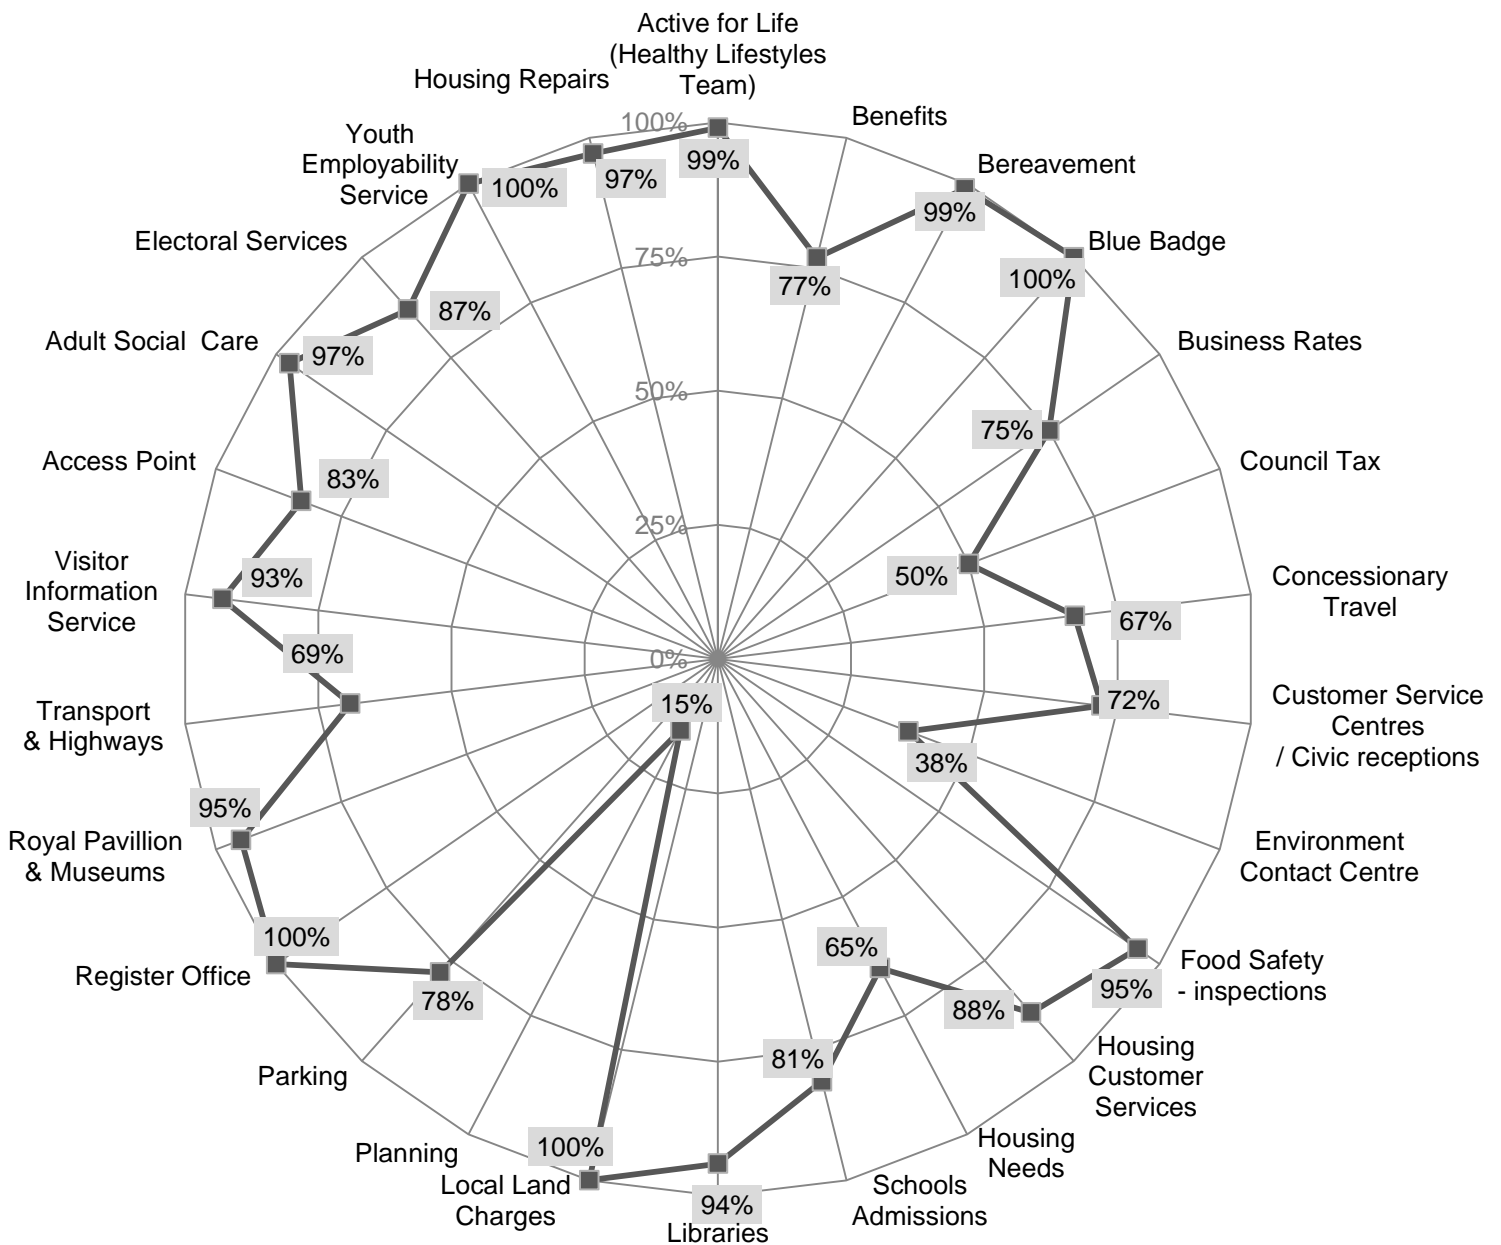 Active for Life
(Healthy Lifestyles
Team)
Housing Repairs
Benefits
Youth
Employability
Service
Bereavement
Electoral Services
Blue Badge
Adult Social  Care
Business Rates
Access Point
Council Tax
Visitor
Information
Service
Concessionary
Travel
Transport
& Highways
Customer Service
Centres
/ Civic receptions
Royal Pavillion
& Museums
Environment
Contact Centre
Register Office
Food Safety
- inspections
Parking
Housing
Customer
Services
Planning
Housing
Needs
Local Land
Charges
Schools
Admissions
Libraries
100%
75%
50%
25%
0%
99%
77%
99%
100%
75%
50%
67%
72%
38%
95%
88%
65%
81%
94%
100%
15%
78%
100%
95%
69%
93%
83%
97%
87%
100%
97%